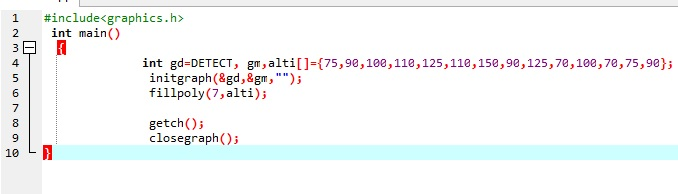 1 #include<graphics.h>
2 int main()
3 {
4 int gd=DETECT, gm,alti[]={75,90,100,110,125,110,150,90,125,70,100,70,75,90};
5 initgraph(&gd,&gm,"");
6 fillpoly(7,alti);
7
8 getch();
9 closegraph();
10 }